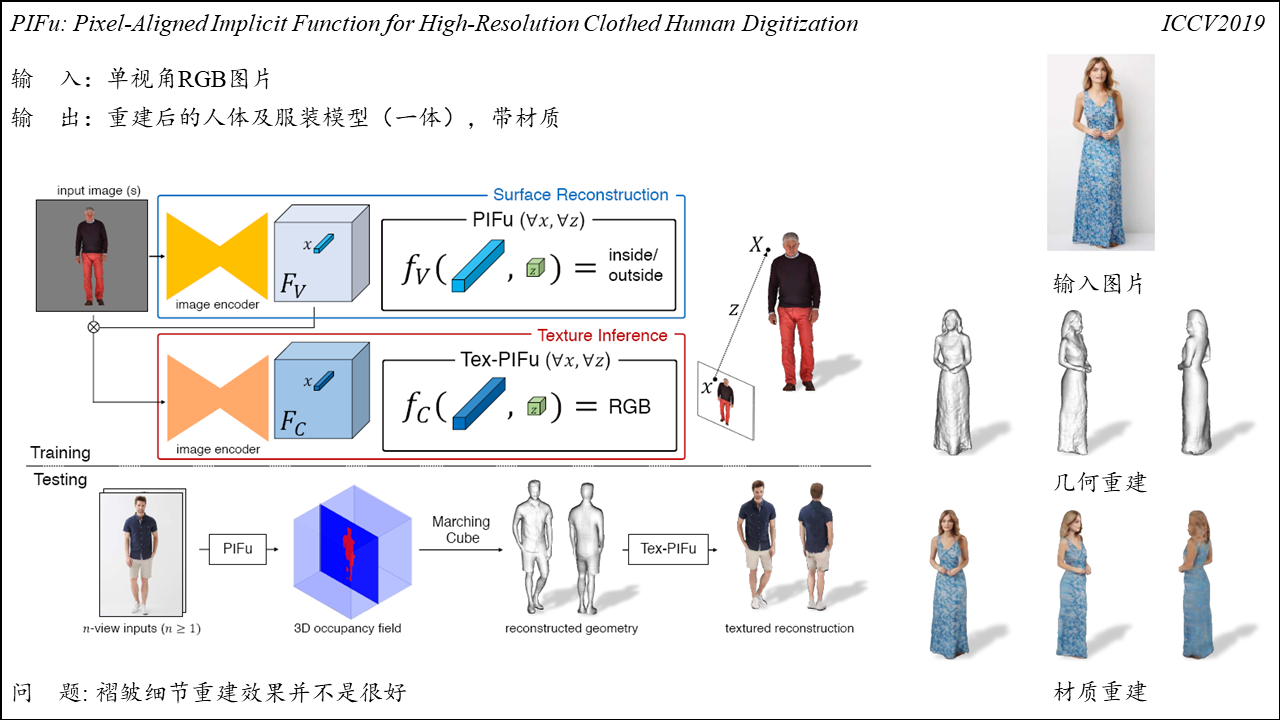 PIFu: Pixel-Aligned Implicit Function for High-Resolution Clothed Human Digitization
ICCV2019
输 入：单视角RGB图片
输 出：重建后的人体及服装模型（一体），带材质
input image (s)
image encoder
x
F_V
Surface Reconstruction
PIFu (∀x, ∀z)
f_V( , z ) = inside/
outside
image encoder
x
F_C
Texture Inference
Tex-PIFu (∀x, ∀z)
f_C( , z ) = RGB
X
z
x
Training
Testing
n-view inputs (n ≥ 1)
PIFu
3D occupancy field
Marching
Cube
reconstructed geometry
Tex-PIFu
textured reconstruction
输入图片
几何重建
材质重建
问 题: 褶皱细节重建效果并不是很好